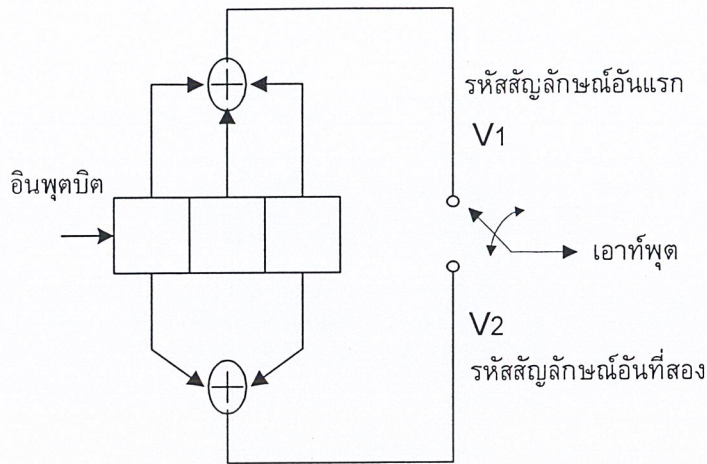 รหัสสัญลักษณ์อันแรก
V1
อินพุตบิต
เอาท์พุต
V2
รหัสสัญลักษณ์อันที่สอง